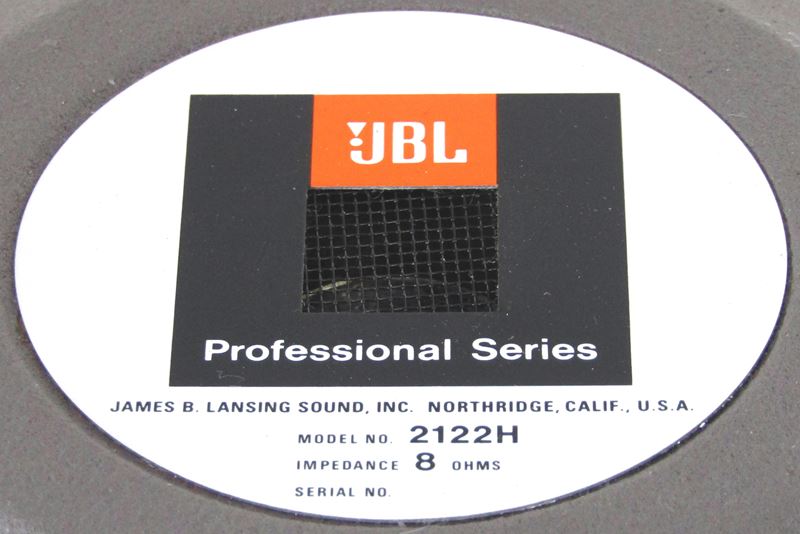 JBL
Professional Series
JAMES B. LANSING SOUND, INC. NORTHRIDGE, CALIF., U.S.A.
MODEL NO. 2122H
IMPEDANCE 8 OHMS
SERIAL NO.